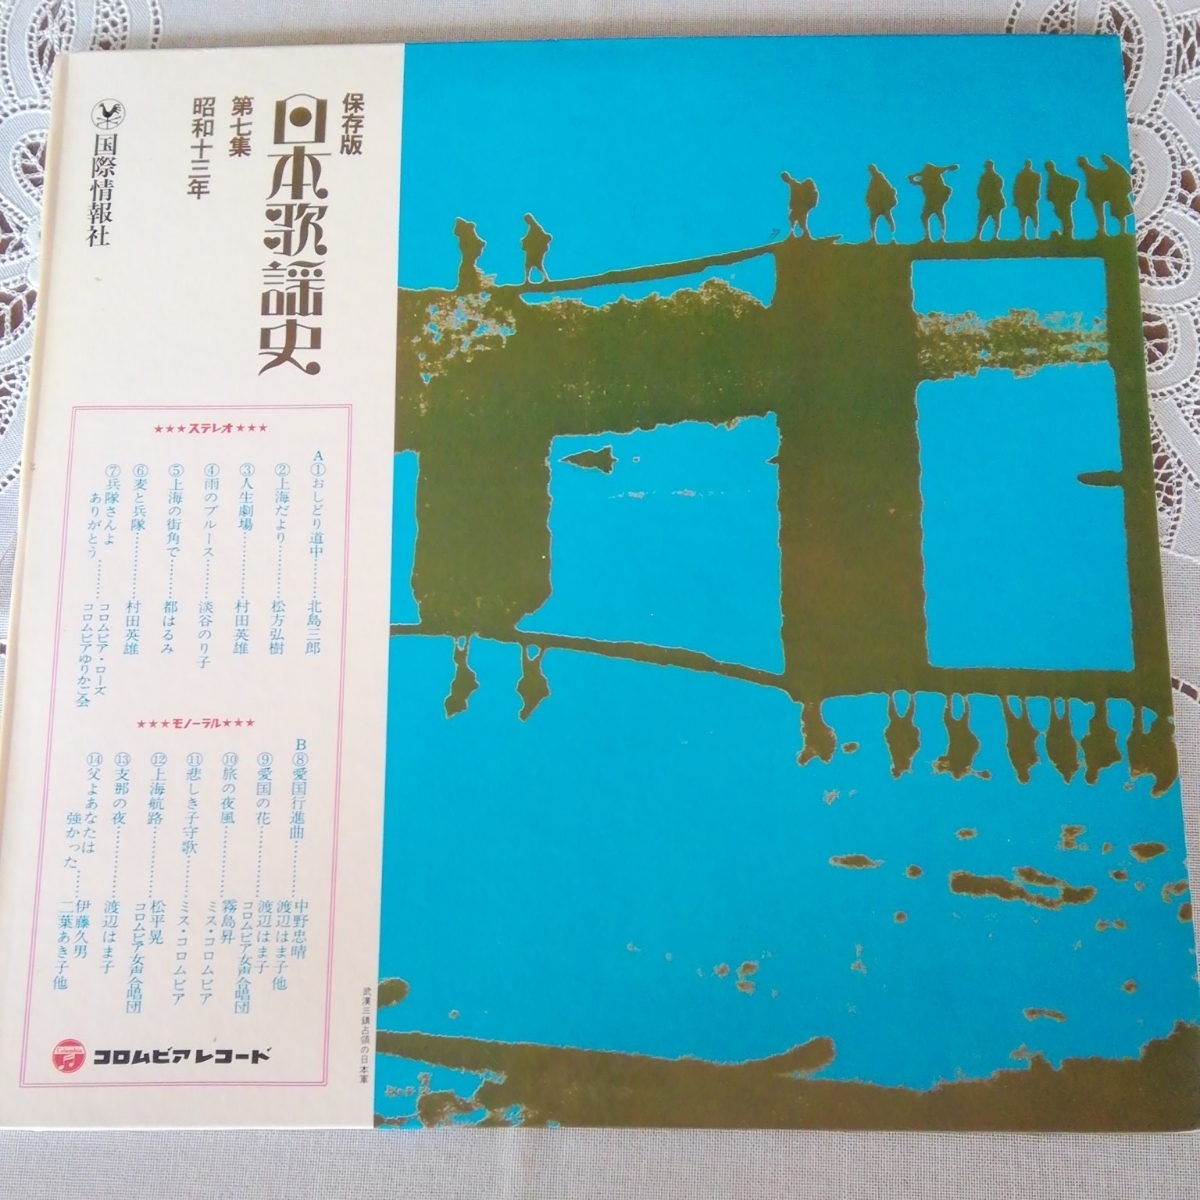 保存版
日本歌謡史
第七集
昭和十三年
国際情報社
★★★ステレオ★★★
A
①おしどり道中………北島三郎
②上海だより…………松方弘樹
③人生劇場……………村田英雄
④雨のブルース………淡谷のり子
⑤上海の街角で………都はるみ
⑥麦と兵隊……………村田英雄
⑦兵隊さんよ
ありがとう…………コロムビア・ローズ
コロムビアゆりかご会
★★★モノーラル★★★
B
⑧愛国行進曲…………中野忠晴
渡辺はま子他
⑨愛国の花……………渡辺はま子
コロムビア女声合唱団
⑩旅の夜風……………霧島昇
ミス・コロムビア
⑪悲しき子守歌………ミス・コロムビア
⑫上海航路……………松平晃
コロムビア女声合唱団
⑬支那の夜……………渡辺はま子
⑭父よあなたは
強かった……伊藤久男
二葉あき子他
Columbia
コロムビアレコード
武漢三鎮占領の日本軍